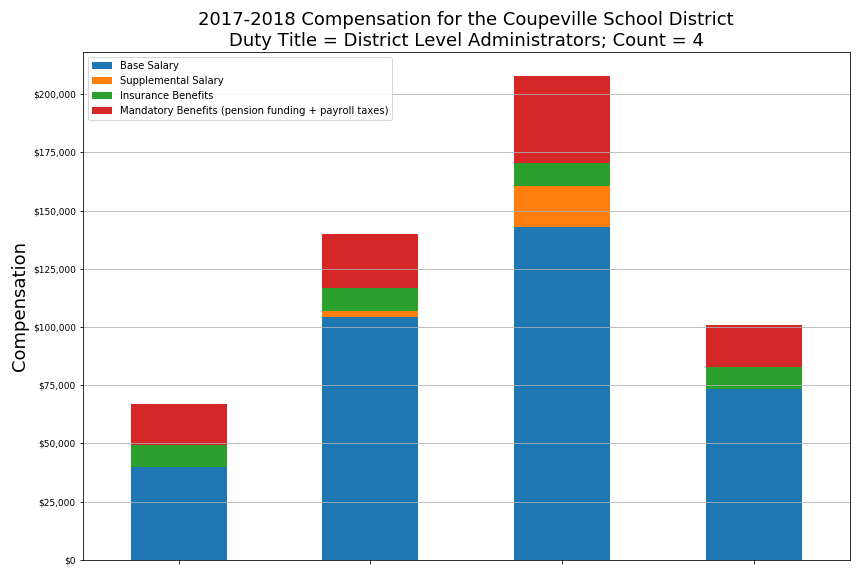 2017-2018 Compensation for the Coupeville School District
Duty Title = District Level Administrators; Count = 4
Base Salary
Supplemental Salary
Insurance Benefits
Mandatory Benefits (pension funding + payroll taxes)
Compensation
$200,000
$175,000
$150,000
$125,000
$100,000
$75,000
$50,000
$25,000
$0